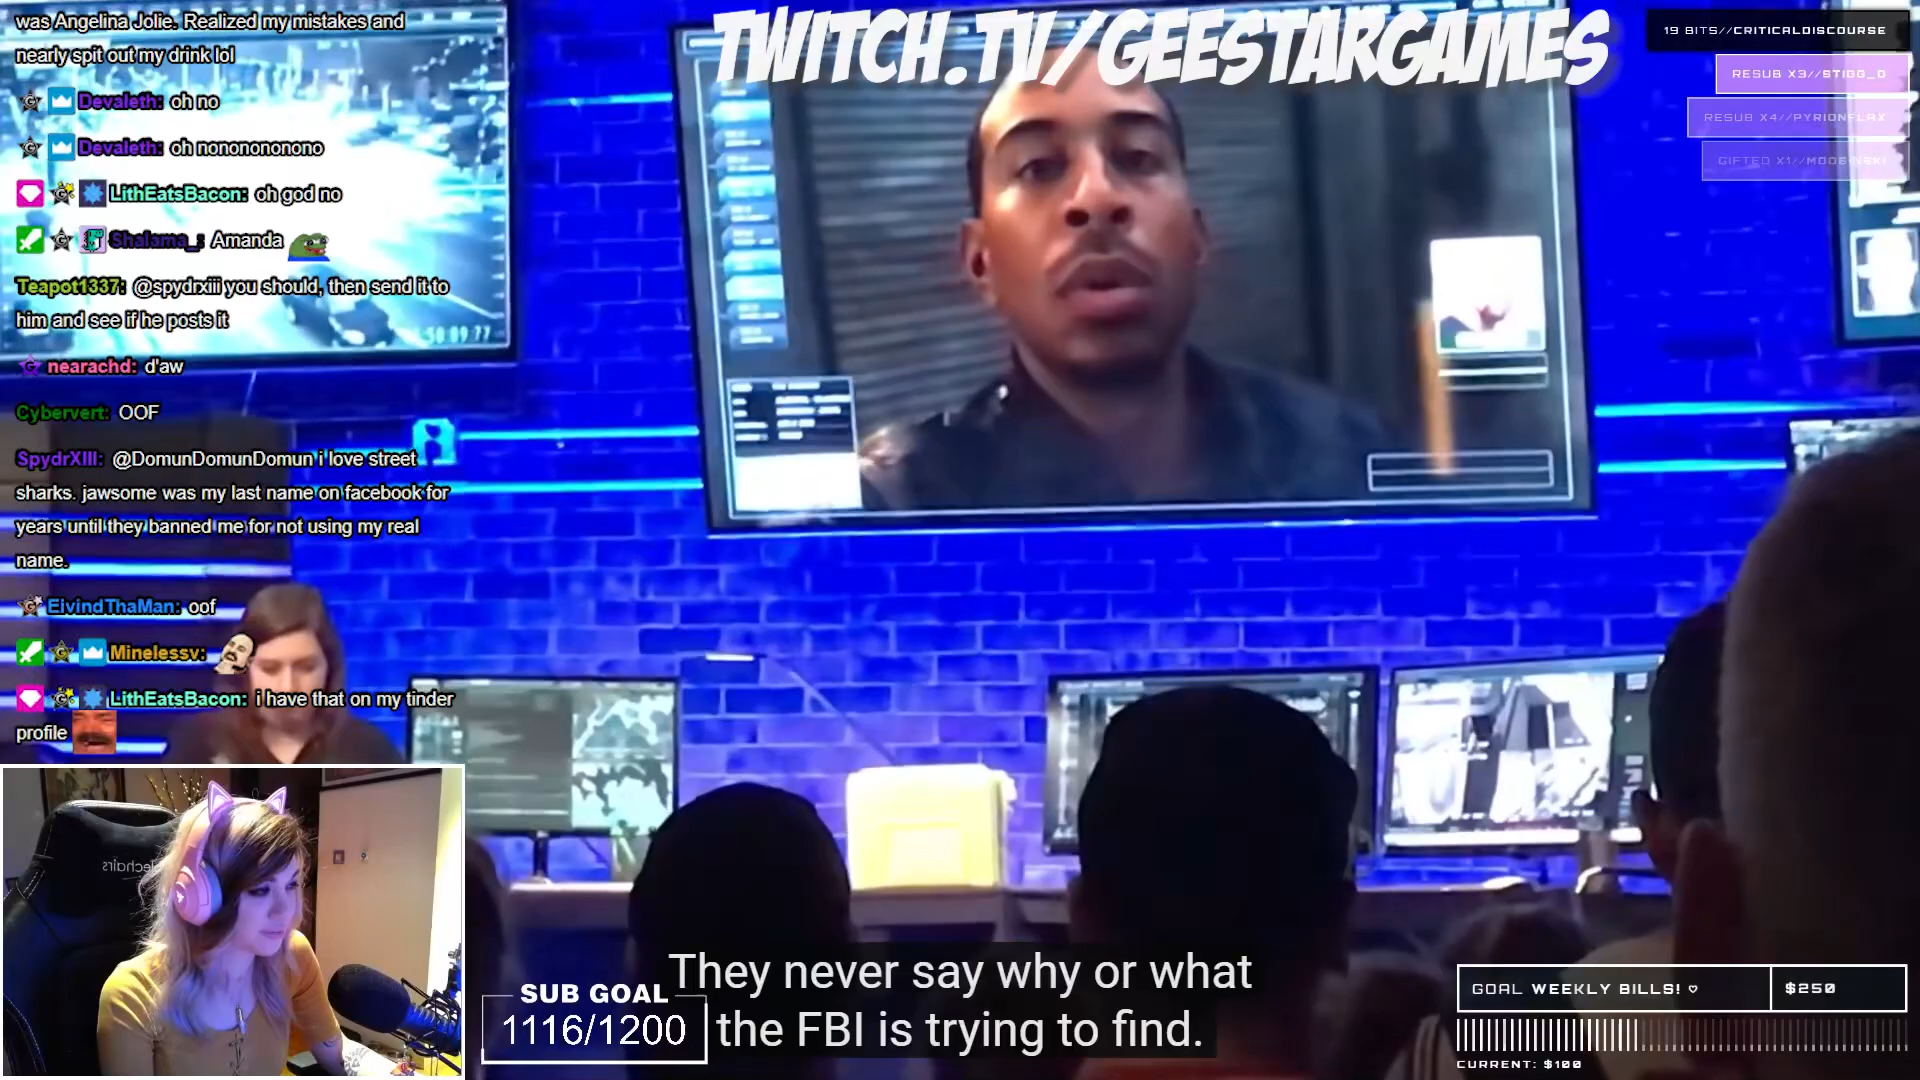 was Angelina Jolie. Realized my mistakes and
nearly spit out my drink lol
Devaleth: oh no
Devaleth: oh nonononononono
LithEatsBacon: oh god no
Shalama_: Amanda
Teapot1337: @spydrxiii you should, then send it to
him and see if he posts it
nearachd: d'aw
Cybervert: OOF
SpydrXIII: @DomunDomunDomun i love street
sharks. jawsome was my last name on facebook for
years until they banned me for not using my real
name.
EivindThaMan: oof
Minelessv:
LithEatsBacon: i have that on my tinder
profile
TWITCH.TV/GEESTARGAMES
19 BITS//CRITICALDISCOURSE
RESUB X3//STIGG_D
RESUB X4//PYRIONFLAX
They never say why or what
the FBI is trying to find.
SUB GOAL
1116/1200
GOAL WEEKLY BILLS! ♡ $250
CURRENT: $100